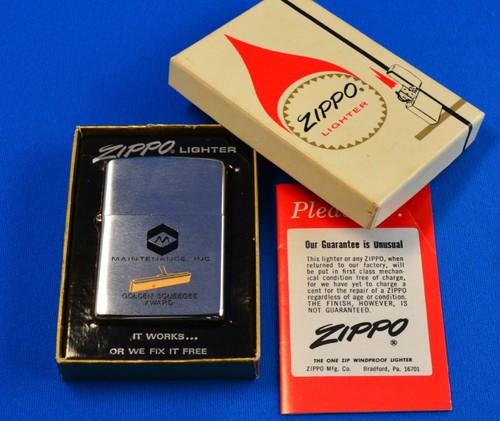 ZIPPO®
LIGHTER
ZIPPO® LIGHTER
M
MAINTENANCE, INC.
GOLDEN SQUEEGEE
AWARD
IT WORKS...
OR WE FIX IT FREE
Our Guarantee is Unusual
This lighter or any ZIPPO, when
returned to our factory, will
be put in first class mechan-
ical condition free of charge,
for we have yet to charge a
cent for the repair of a ZIPPO
regardless of age or condition.
THE FINISH, HOWEVER, IS
NOT GUARANTEED.
ZIPPO®
THE ONE ZIP WINDPROOF LIGHTER
ZIPPO Mfg. Co. Bradford, Pa. 16701